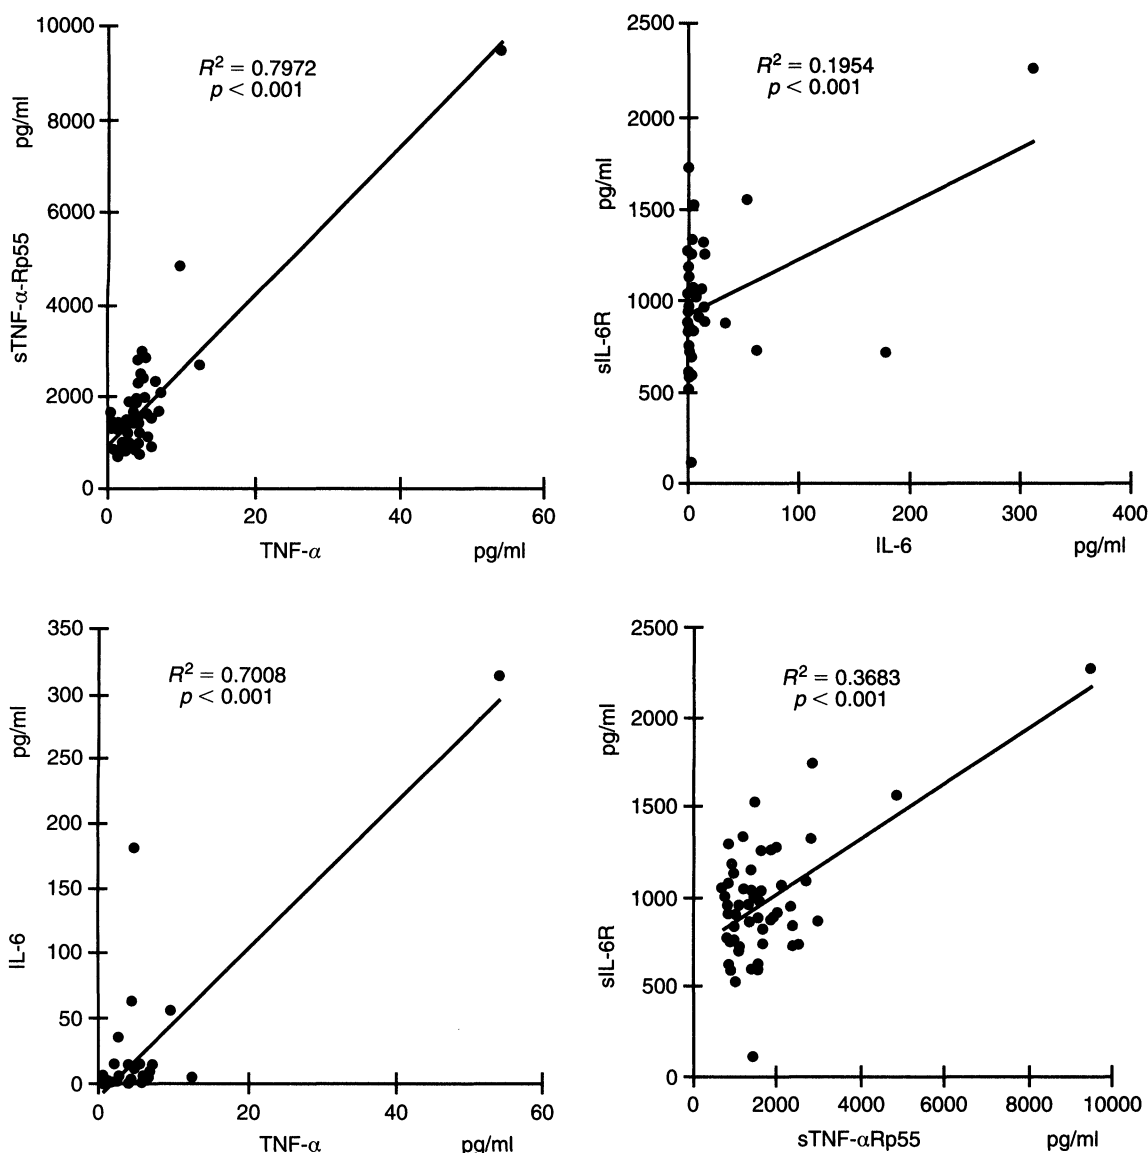 10000
8000
6000
4000
2000
0
sTNF-α-Rp55 pg/ml
R² = 0.7972
p < 0.001
0 20 40 60
TNF-α pg/ml
2500
2000
1500
1000
500
0
sIL-6R pg/ml
R² = 0.1954
p < 0.001
0 100 200 300 400
IL-6 pg/ml
350
300
250
200
150
100
50
0
IL-6 pg/ml
R² = 0.7008
p < 0.001
0 20 40 60
TNF-α pg/ml
2500
2000
1500
1000
500
0
sIL-6R pg/ml
R² = 0.3683
p < 0.001
0 2000 4000 6000 8000 10000
sTNF-αRp55 pg/ml